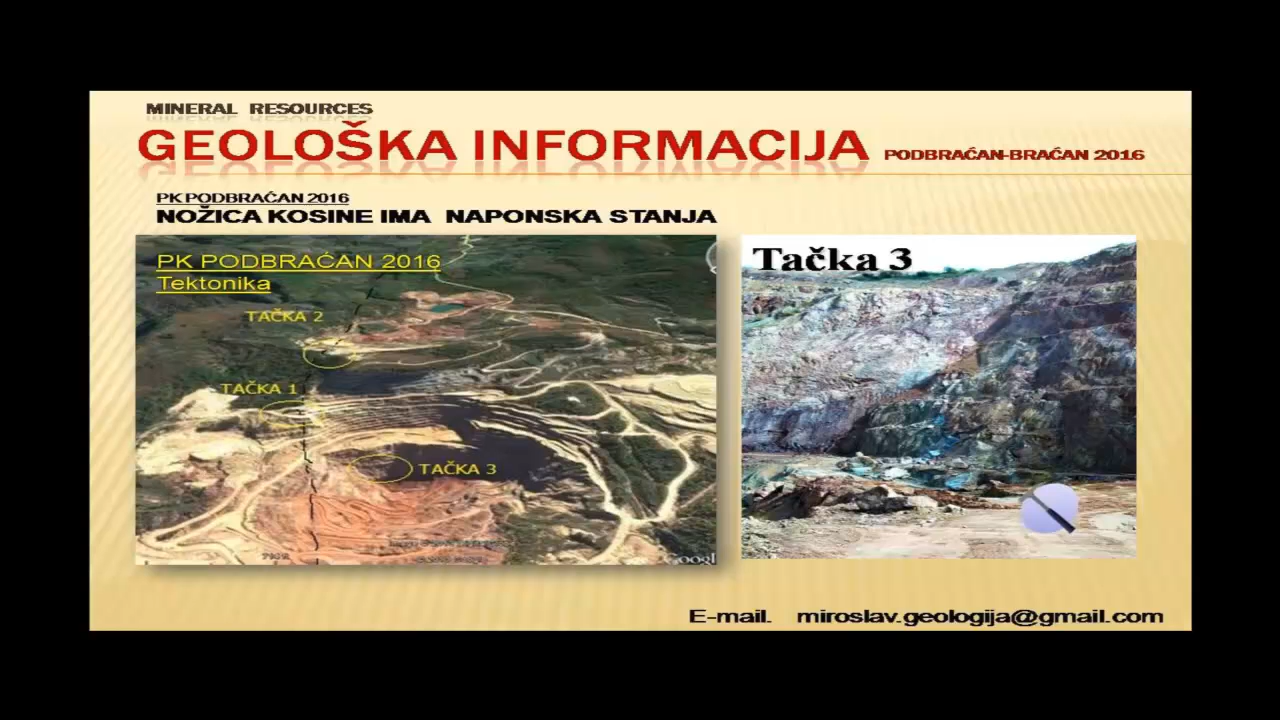 MINERAL RESOURCES
GEOLOŠKA INFORMACIJA PODBRAĆAN-BRAĆAN 2016
PK PODBRAĆAN 2016
NOŽICA KOSINE IMA NAPONSKA STANJA
PK PODBRAĆAN 2016
Tektonika
TAČKA 2
TAČKA 1
TAČKA 3
Googl
Tačka 3
E-mail. miroslav.geologija@gmail.com